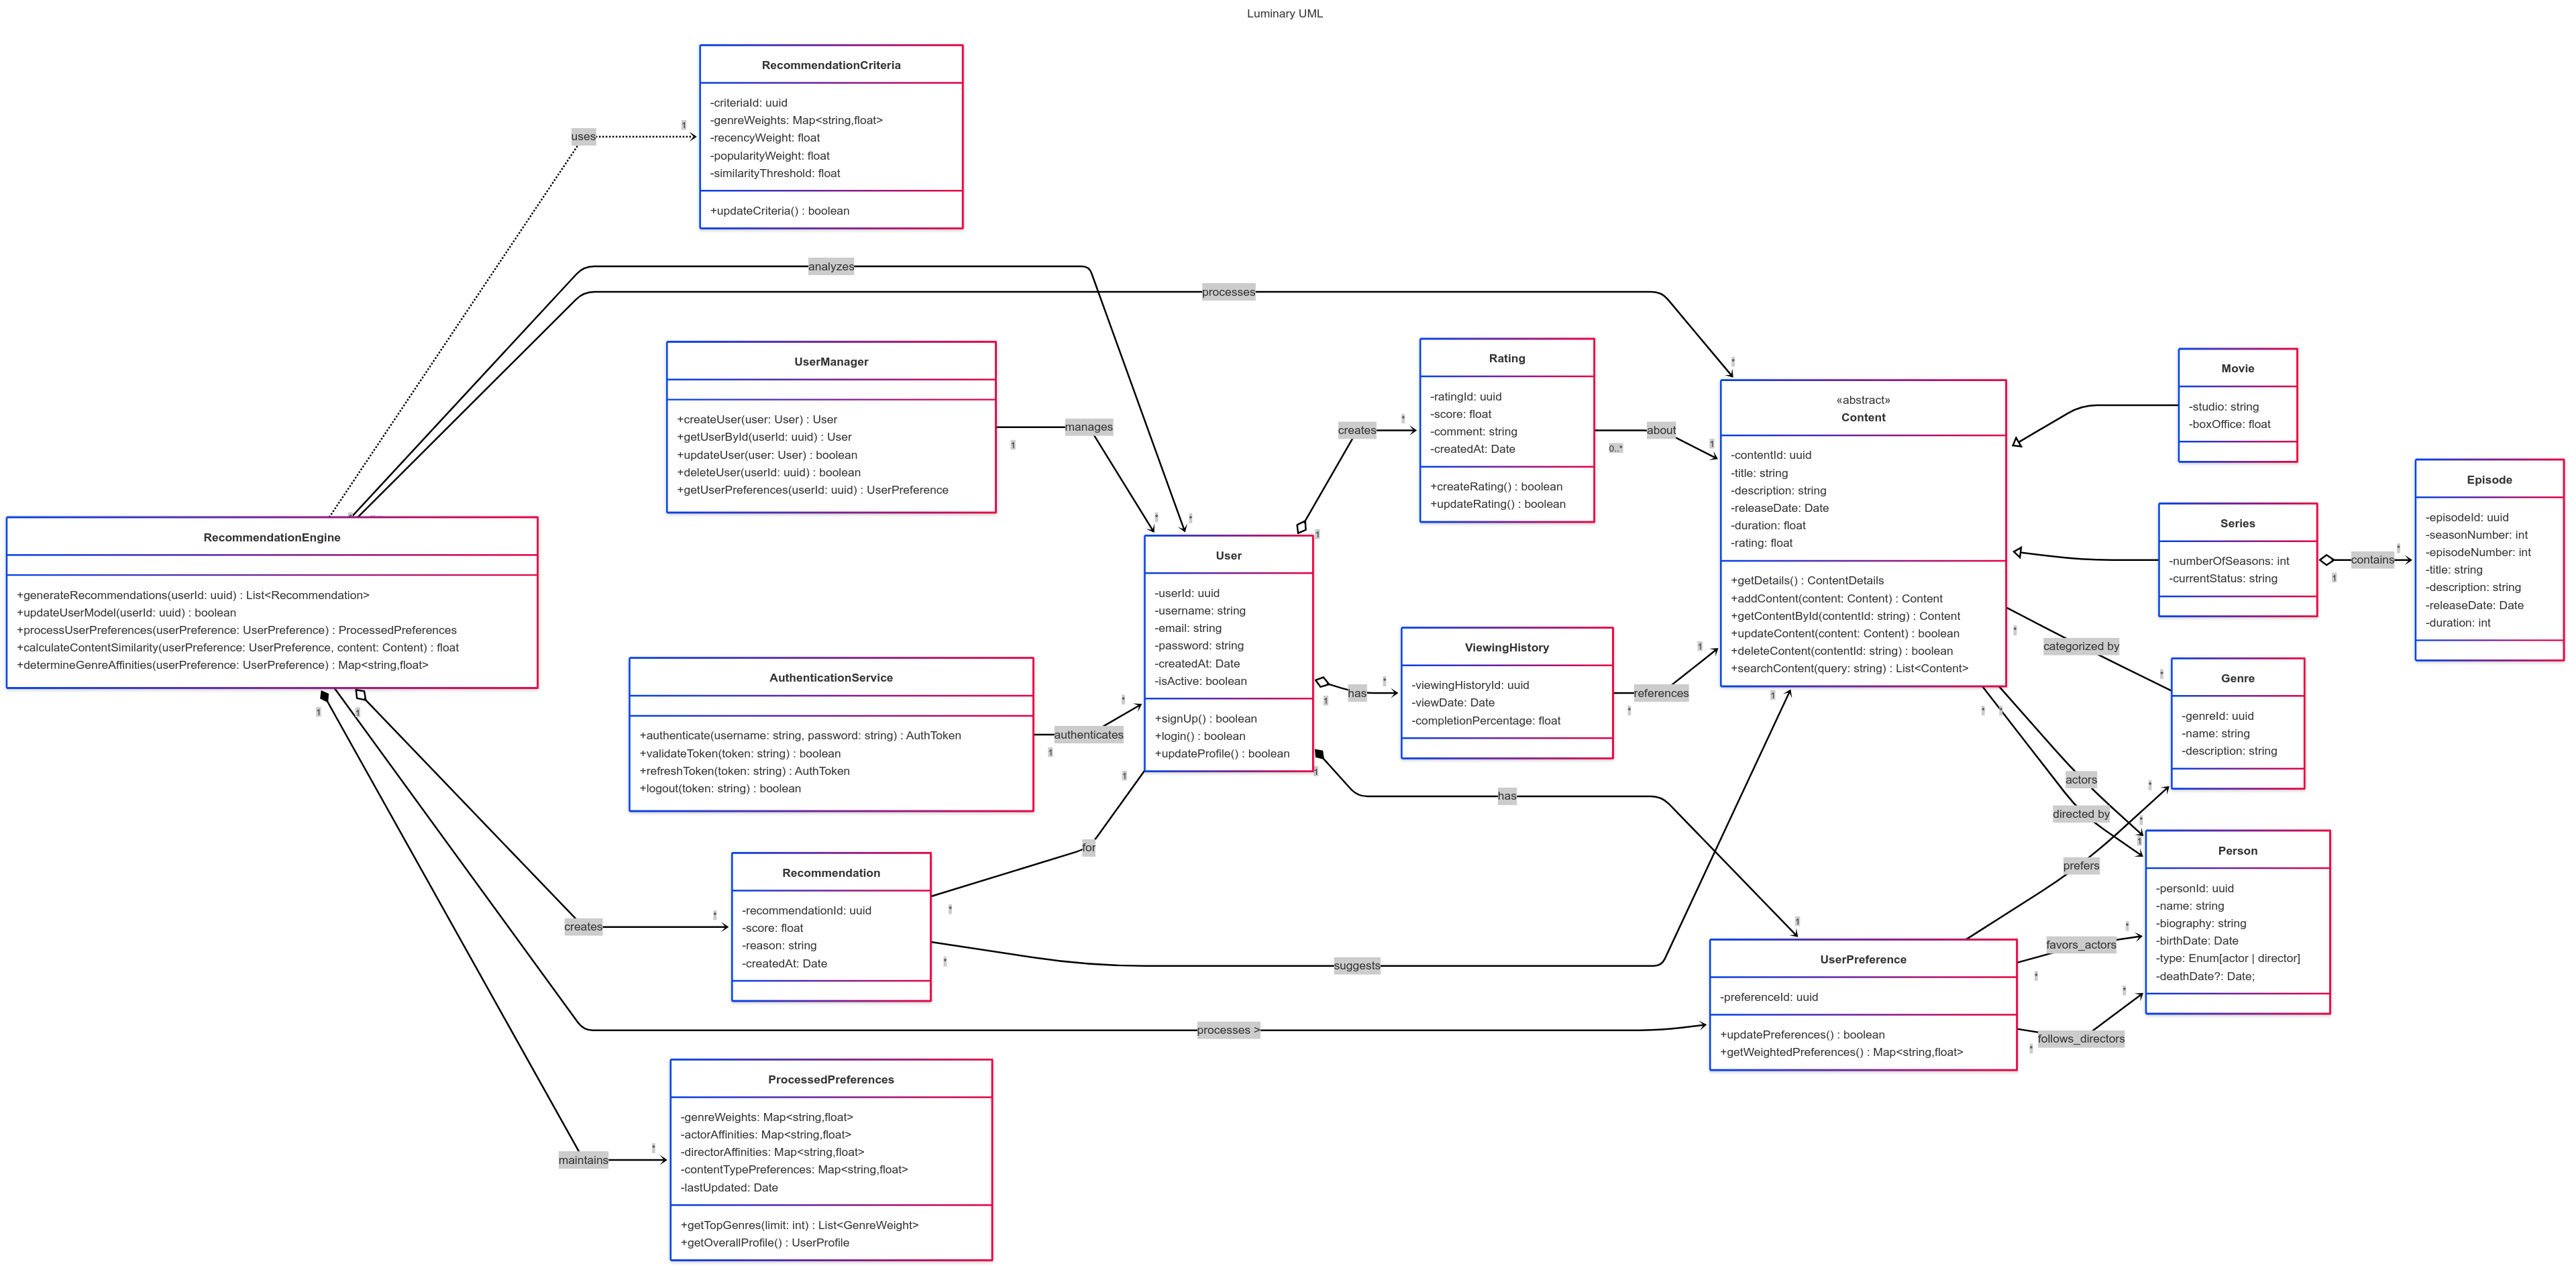 Luminary UML
RecommendationCriteria
-criteriaId: uuid
-genreWeights: Map<string,float>
-recencyWeight: float
-popularityWeight: float
-similarityThreshold: float
+updateCriteria() : boolean
uses
1
analyzes
processes
*
UserManager
+createUser(user: User) : User
+getUserById(userId: uuid) : User
+updateUser(user: User) : boolean
+deleteUser(userId: uuid) : boolean
+getUserPreferences(userId: uuid) : UserPreference
1
manages
*
*
RecommendationEngine
+generateRecommendations(userId: uuid) : List<Recommendation>
+updateUserModel(userId: uuid) : boolean
+processUserPreferences(userPreference: UserPreference) : ProcessedPreferences
+calculateContentSimilarity(userPreference: UserPreference, content: Content) : float
+determineGenreAffinities(userPreference: UserPreference) : Map<string,float>
1
1
AuthenticationService
+authenticate(username: string, password: string) : AuthToken
+validateToken(token: string) : boolean
+refreshToken(token: string) : AuthToken
+logout(token: string) : boolean
1
authenticates
*
User
-userId: uuid
-username: string
-email: string
-password: string
-createdAt: Date
-isActive: boolean
+signUp() : boolean
+login() : boolean
+updateProfile() : boolean
1
creates
*
Rating
-ratingId: uuid
-score: float
-comment: string
-createdAt: Date
+createRating() : boolean
+updateRating() : boolean
0..*
about
1
1
has
*
ViewingHistory
-viewingHistoryId: uuid
-viewDate: Date
-completionPercentage: float
*
references
1
1
has
1
«abstract»
Content
-contentId: uuid
-title: string
-description: string
-releaseDate: Date
-duration: float
-rating: float
+getDetails() : ContentDetails
+addContent(content: Content) : Content
+getContentById(contentId: string) : Content
+updateContent(content: Content) : boolean
+deleteContent(contentId: string) : boolean
+searchContent(query: string) : List<Content>
Movie
-studio: string
-boxOffice: float
Series
-numberOfSeasons: int
-currentStatus: string
1
contains
*
Episode
-episodeId: uuid
-seasonNumber: int
-episodeNumber: int
-title: string
-description: string
-releaseDate: Date
-duration: int
*
categorized by
*
Genre
-genreId: uuid
-name: string
-description: string
*
actors
*
directed by
prefers
*
Person
-personId: uuid
-name: string
-biography: string
-birthDate: Date
-type: Enum[actor | director]
-deathDate?: Date;
1
for
*
Recommendation
-recommendationId: uuid
-score: float
-reason: string
-createdAt: Date
creates
*
*
suggests
1
UserPreference
-preferenceId: uuid
+updatePreferences() : boolean
+getWeightedPreferences() : Map<string,float>
*
favors_actors
*
*
follows_directors
*
processes >
ProcessedPreferences
-genreWeights: Map<string,float>
-actorAffinities: Map<string,float>
-directorAffinities: Map<string,float>
-contentTypePreferences: Map<string,float>
-lastUpdated: Date
+getTopGenres(limit: int) : List<GenreWeight>
+getOverallProfile() : UserProfile
maintains
*